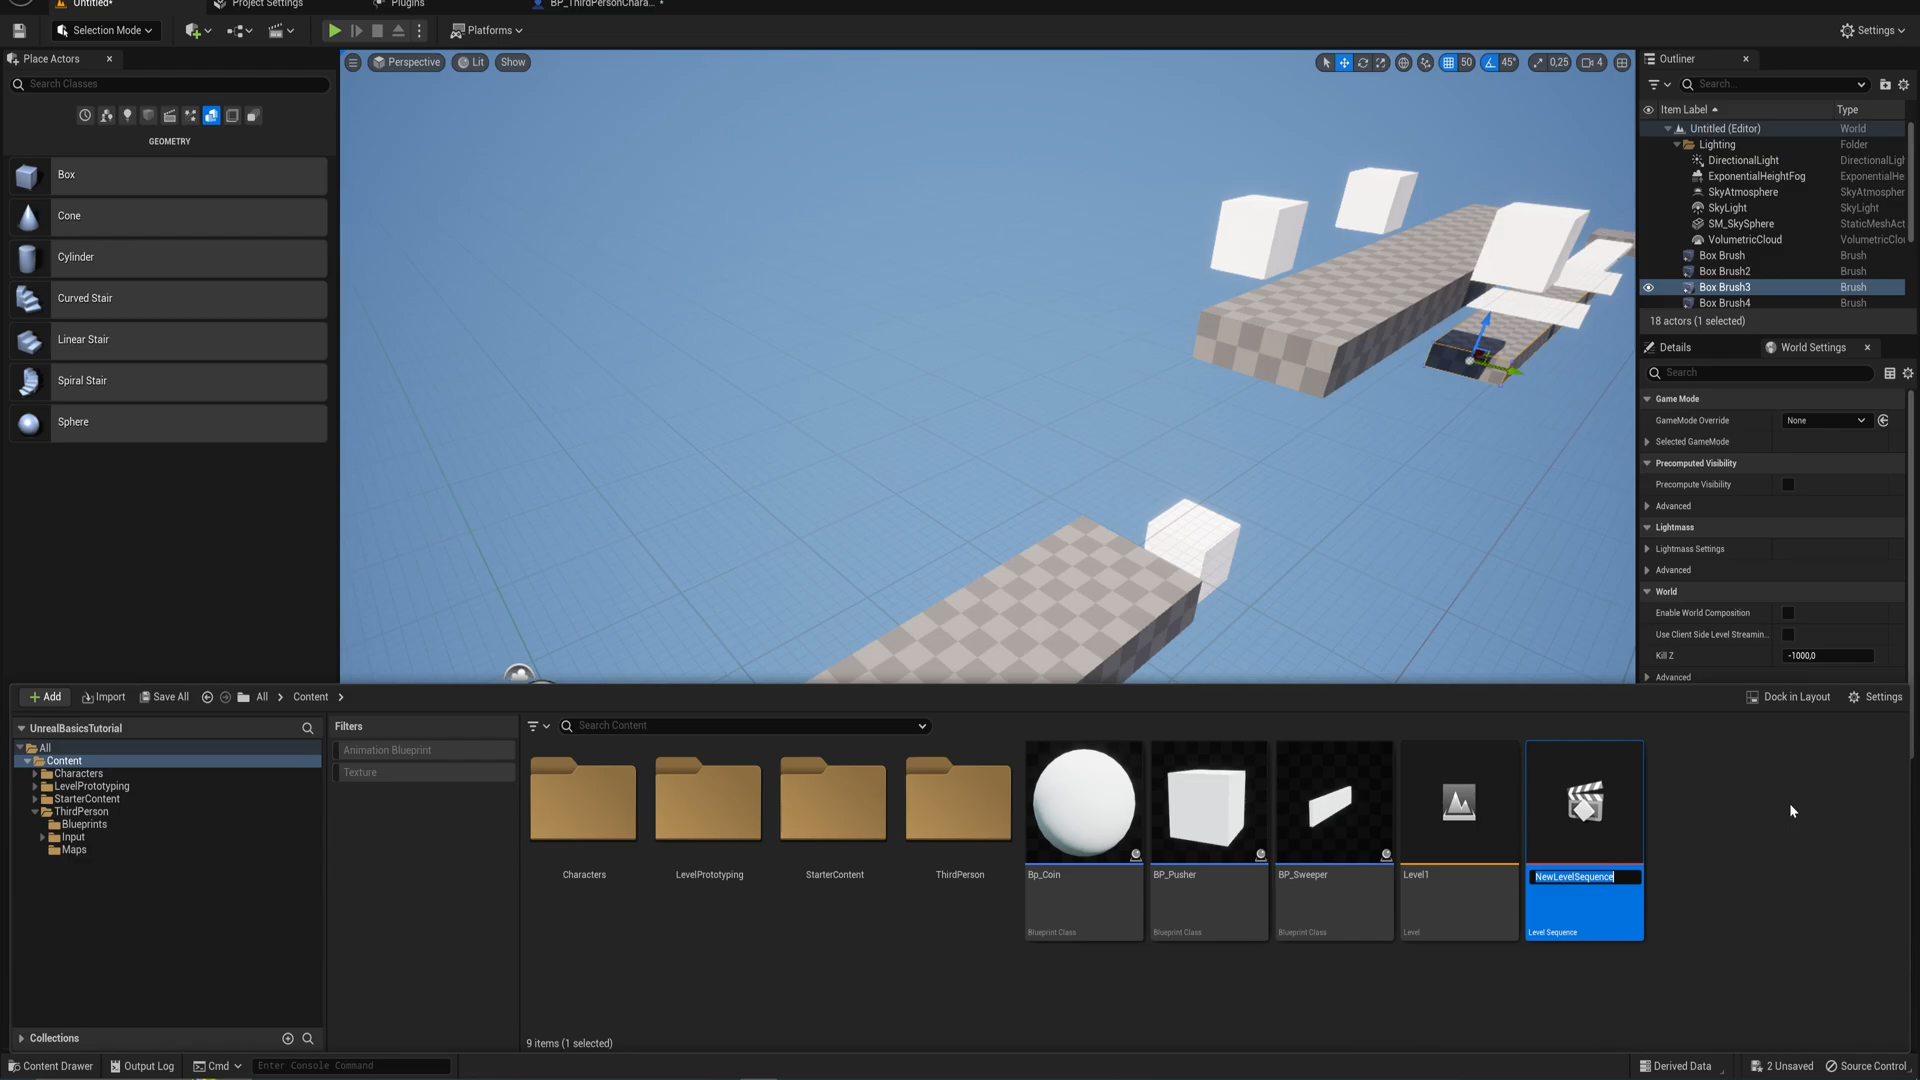 Untitled*
Project Settings
Plugins
BP_ThirdPersonChara... *
Selection Mode
Platforms
Settings
Place Actors
Search Classes
GEOMETRY
Box
Cone
Cylinder
Curved Stair
Linear Stair
Spiral Stair
Sphere
Perspective
Lit
Show
50
45°
0,25
4
Outliner
Search...
Item Label
Type
Untitled (Editor)
World
Lighting
Folder
DirectionalLight
DirectionalLigh
ExponentialHeightFog
ExponentialHe
SkyAtmosphere
SkyAtmospher
SkyLight
SkyLight
SM_SkySphere
StaticMeshAct
VolumetricCloud
VolumetricClou
Box Brush
Brush
Box Brush2
Brush
Box Brush3
Brush
Box Brush4
Brush
18 actors (1 selected)
Details
World Settings
Search
Game Mode
GameMode Override
None
Selected GameMode
Precomputed Visibility
Precompute Visibility
Advanced
Lightmass
Lightmass Settings
Advanced
World
Enable World Composition
Use Client Side Level Streamin...
Kill Z
-1000,0
Advanced
Add
Import
Save All
All
Content
Dock in Layout
Settings
UnrealBasicsTutorial
All
Content
Characters
LevelPrototyping
StarterContent
ThirdPerson
Blueprints
Input
Maps
Collections
Filters
Animation Blueprint
Texture
Search Content
Characters
LevelPrototyping
StarterContent
ThirdPerson
Bp_Coin
Blueprint Class
BP_Pusher
Blueprint Class
BP_Sweeper
Blueprint Class
Level1
Level
NewLevelSequence
Level Sequence
9 items (1 selected)
Content Drawer
Output Log
Cmd
Enter Console Command
Derived Data
2 Unsaved
Source Control